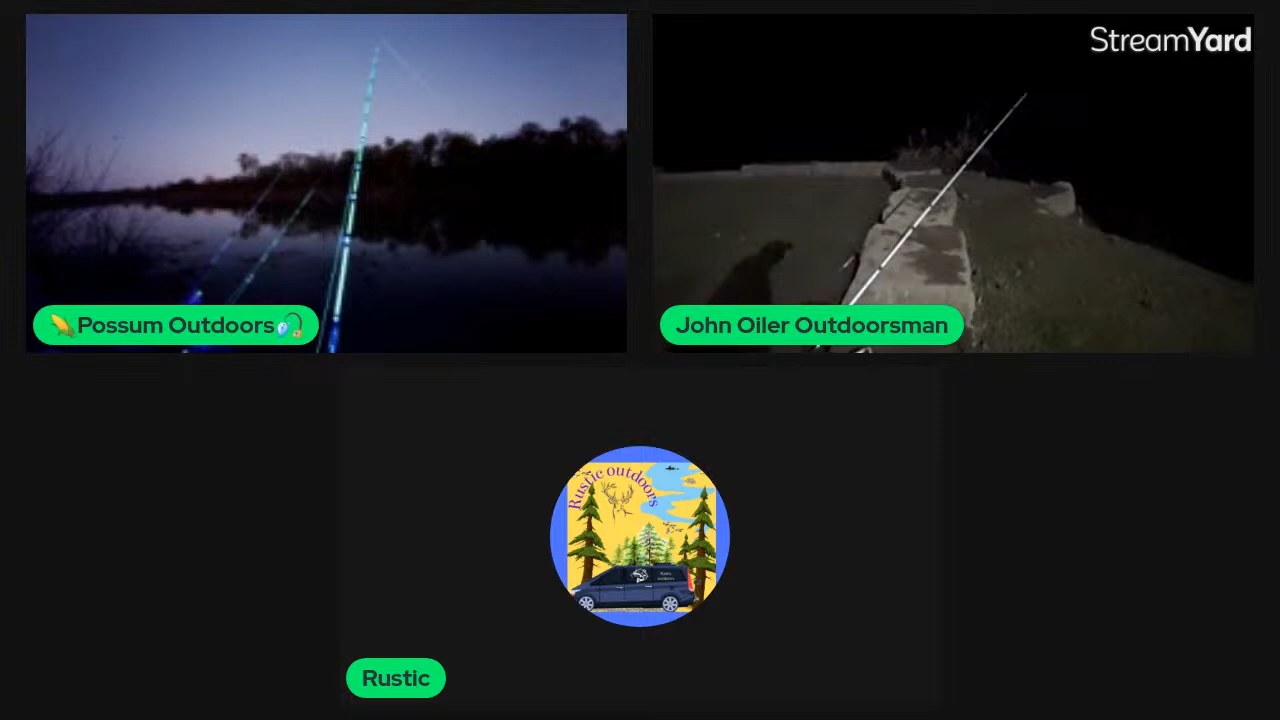 StreamYard
Possum Outdoors
John Oiler Outdoorsman
Rustic outdoors
Rustic